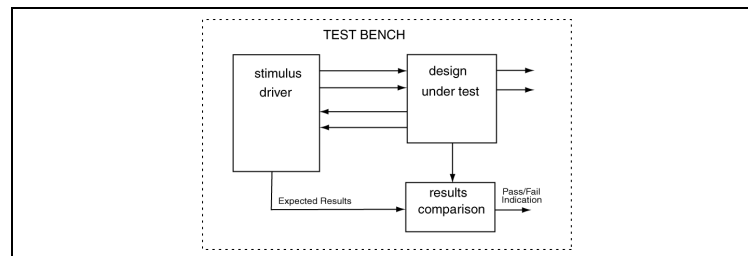 TEST BENCH
stimulus
driver
design
under test
Expected Results
results
comparison
Pass/Fail
Indication